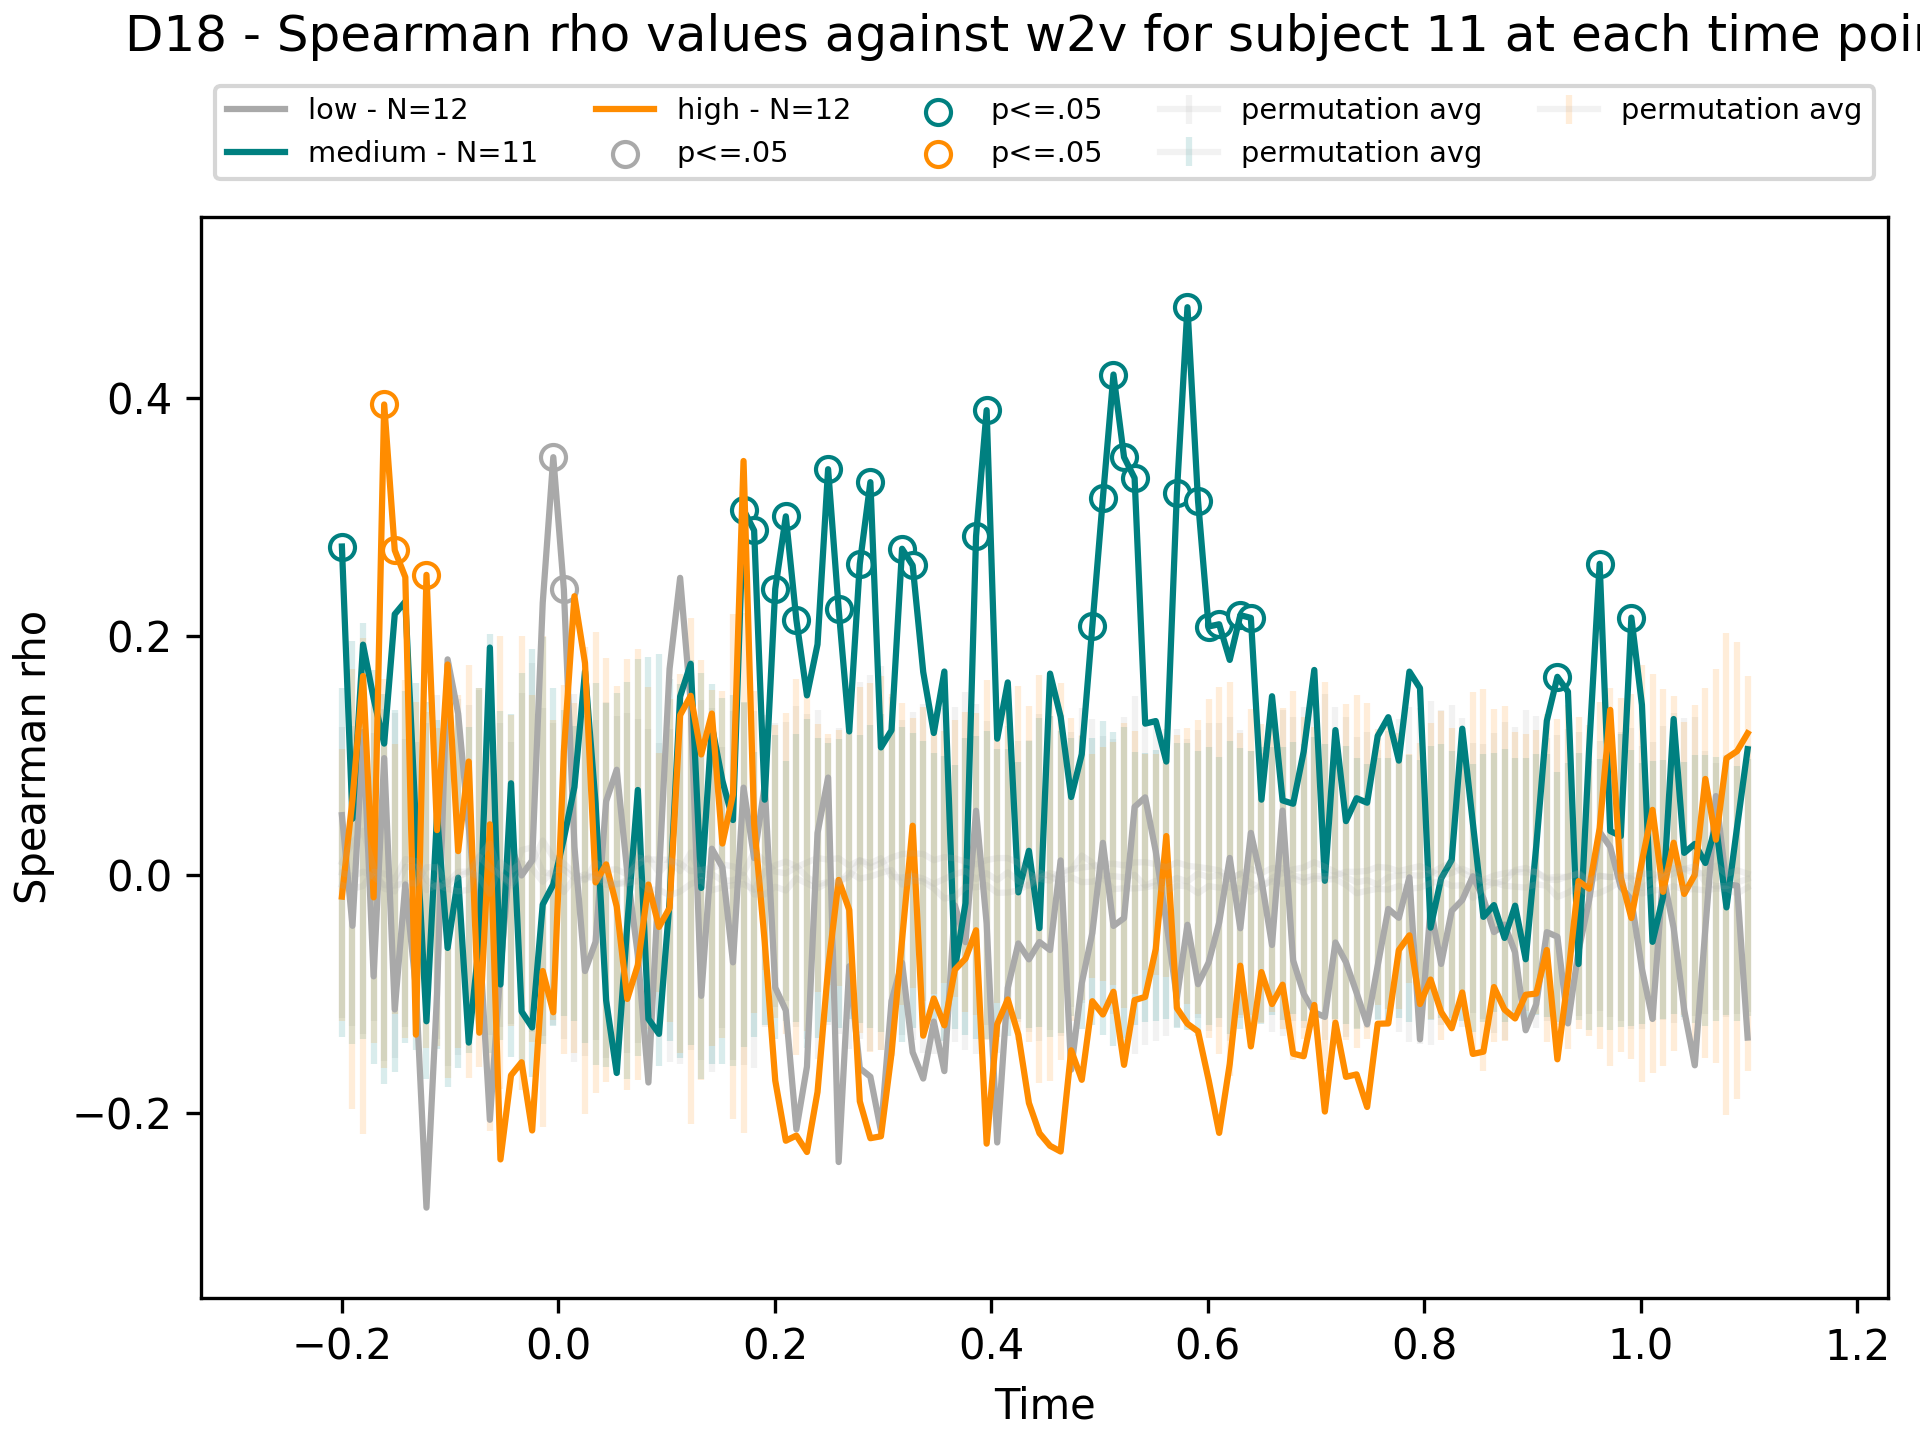 D18 - Spearman rho values against w2v for subject 11 at each time poi
low - N=12
medium - N=11
high - N=12
p<=.05
p<=.05
p<=.05
permutation avg
permutation avg
permutation avg
Spearman rho
0.4
0.2
0.0
−0.2
−0.2 0.0 0.2 0.4 0.6 0.8 1.0 1.2
Time